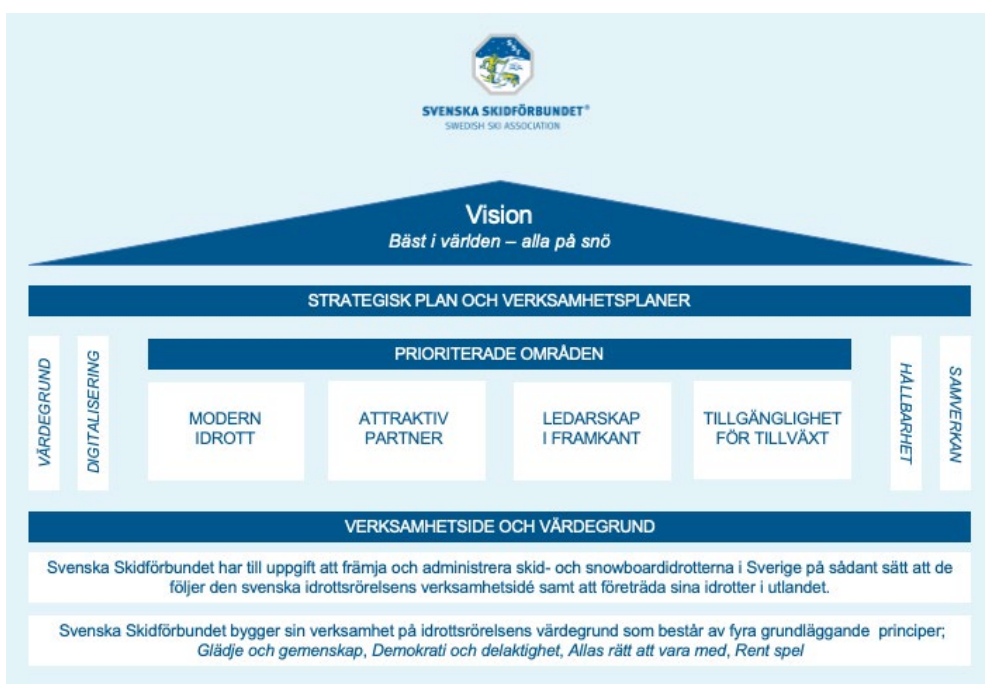 SVENSKA SKIDFÖRBUNDET®
SWEDISH SKI ASSOCIATION
Vision
Bäst i världen – alla på snö
STRATEGISK PLAN OCH VERKSAMHETSPLANER
VÄRDEGRUND
DIGITALISERING
PRIORITERADE OMRÅDEN
MODERN
IDROTT
ATTRAKTIV
PARTNER
LEDARSKAP
I FRAMKANT
TILLGÄNGLIGHET
FÖR TILLVÄXT
HÅLLBARHET
SAMVERKAN
VERKSAMHETSIDE OCH VÄRDEGRUND
Svenska Skidförbundet har till uppgift att främja och administrera skid- och snowboardidrotterna i Sverige på sådant sätt att de
följer den svenska idrottsrörelsens verksamhetsidé samt att företräda sina idrotter i utlandet.
Svenska Skidförbundet bygger sin verksamhet på idrottsrörelsens värdegrund som består av fyra grundläggande principer;
Glädje och gemenskap, Demokrati och delaktighet, Allas rätt att vara med, Rent spel